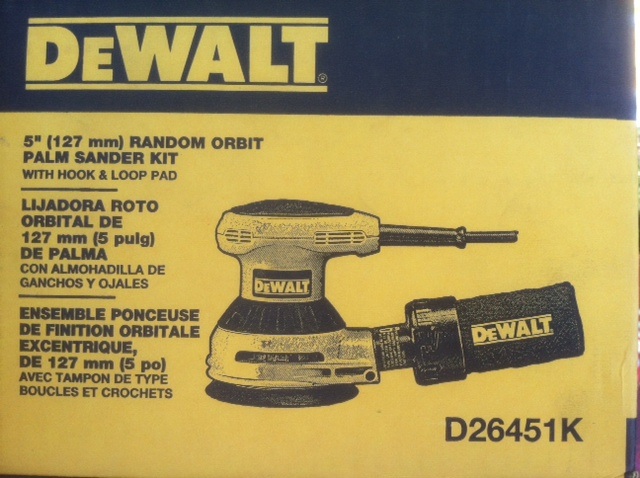 DEWALT®
5" (127 mm) RANDOM ORBIT
PALM SANDER KIT
WITH HOOK & LOOP PAD
LIJADORA ROTO
ORBITAL DE
127 mm (5 pulg)
DE PALMA
CON ALMOHADILLA DE
GANCHOS Y OJALES
ENSEMBLE PONCEUSE
DE FINITION ORBITALE
EXCENTRIQUE,
DE 127 mm (5 po)
AVEC TAMPON DE TYPE
BOUCLES ET CROCHETS
DEWALT
DEWALT
D26451K